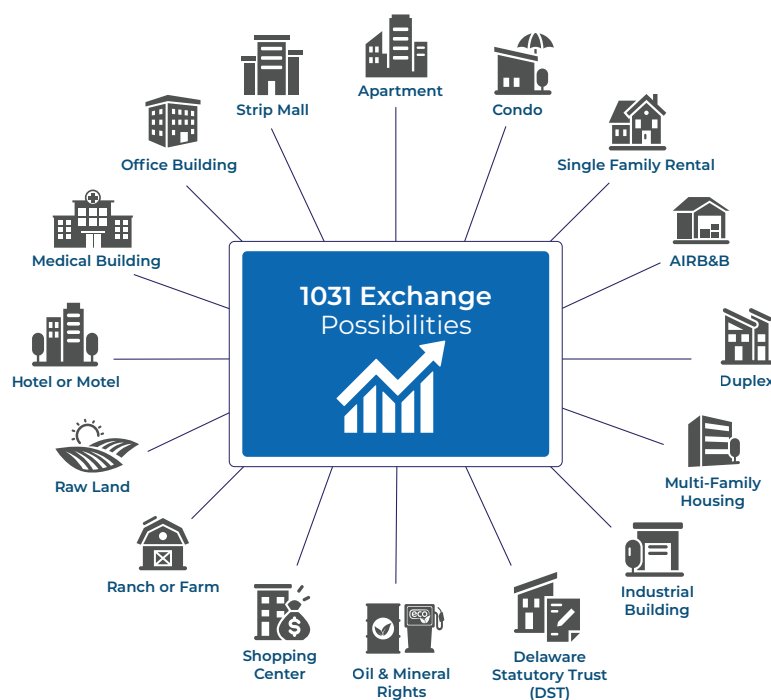 Apartment
Condo
Strip Mall
Single Family Rental
Office Building
AIRB&B
Medical Building
1031 Exchange
Possibilities
Hotel or Motel
Duplex
Raw Land
Multi-Family
Housing
Ranch or Farm
Industrial
Building
Shopping
Center
eco
Oil & Mineral
Rights
Delaware
Statutory Trust
(DST)